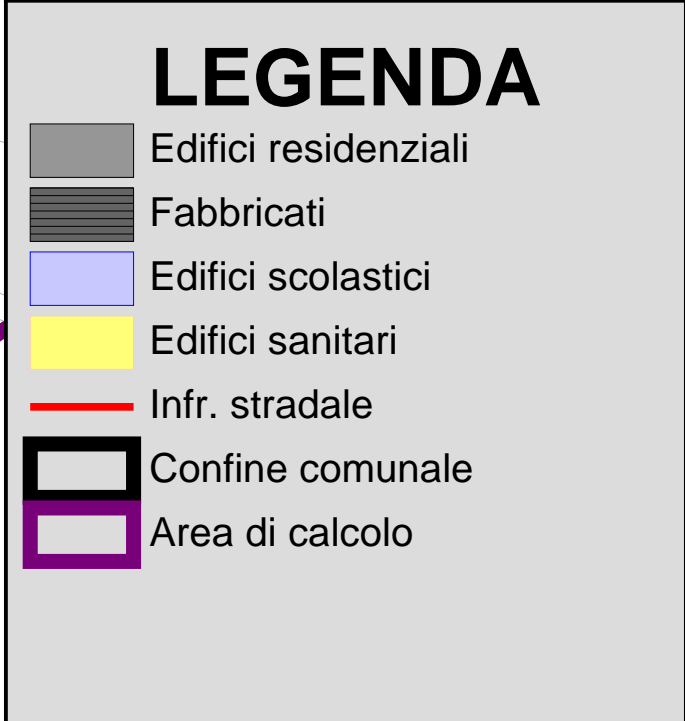 LEGENDA
Edifici residenziali
Fabbricati
Edifici scolastici
Edifici sanitari
Infr. stradale
Confine comunale
Area di calcolo